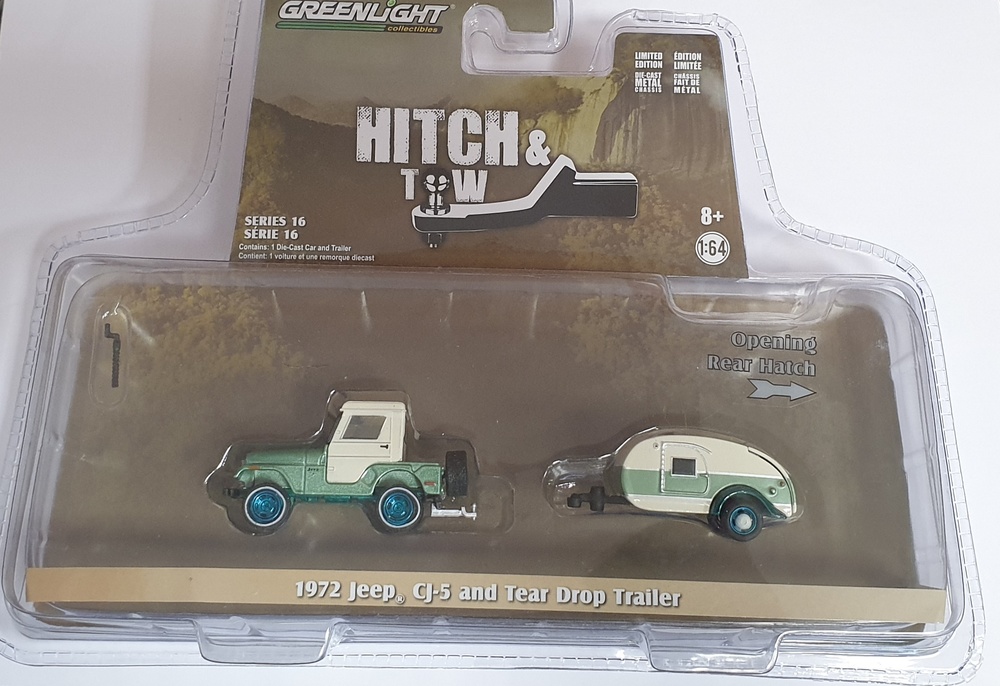 GREENLIGHT
collectibles
LIMITED EDITION
DIE-CAST METAL CHASSIS
ÉDITION LIMITÉE
CHÂSSIS FAIT DE MÉTAL
HITCH &
TOW
SERIES 16
SÉRIE 16
Contains: 1 Die-Cast Car and Trailer
Contient: 1 voiture et une remorque diecast
8+
1:64
Opening
Rear Hatch
Jeep
1972 Jeep® CJ-5 and Tear Drop Trailer